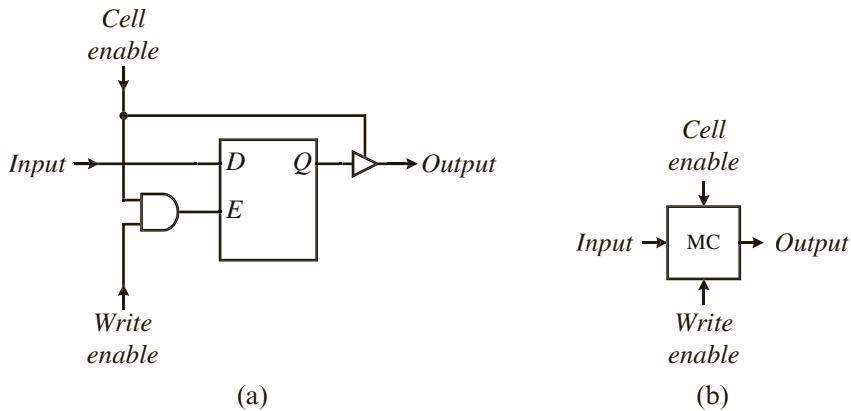 Cell
enable
Input
D
Q
Output
E
Write
enable
(a)
Cell
enable
Input
MC
Output
Write
enable
(b)